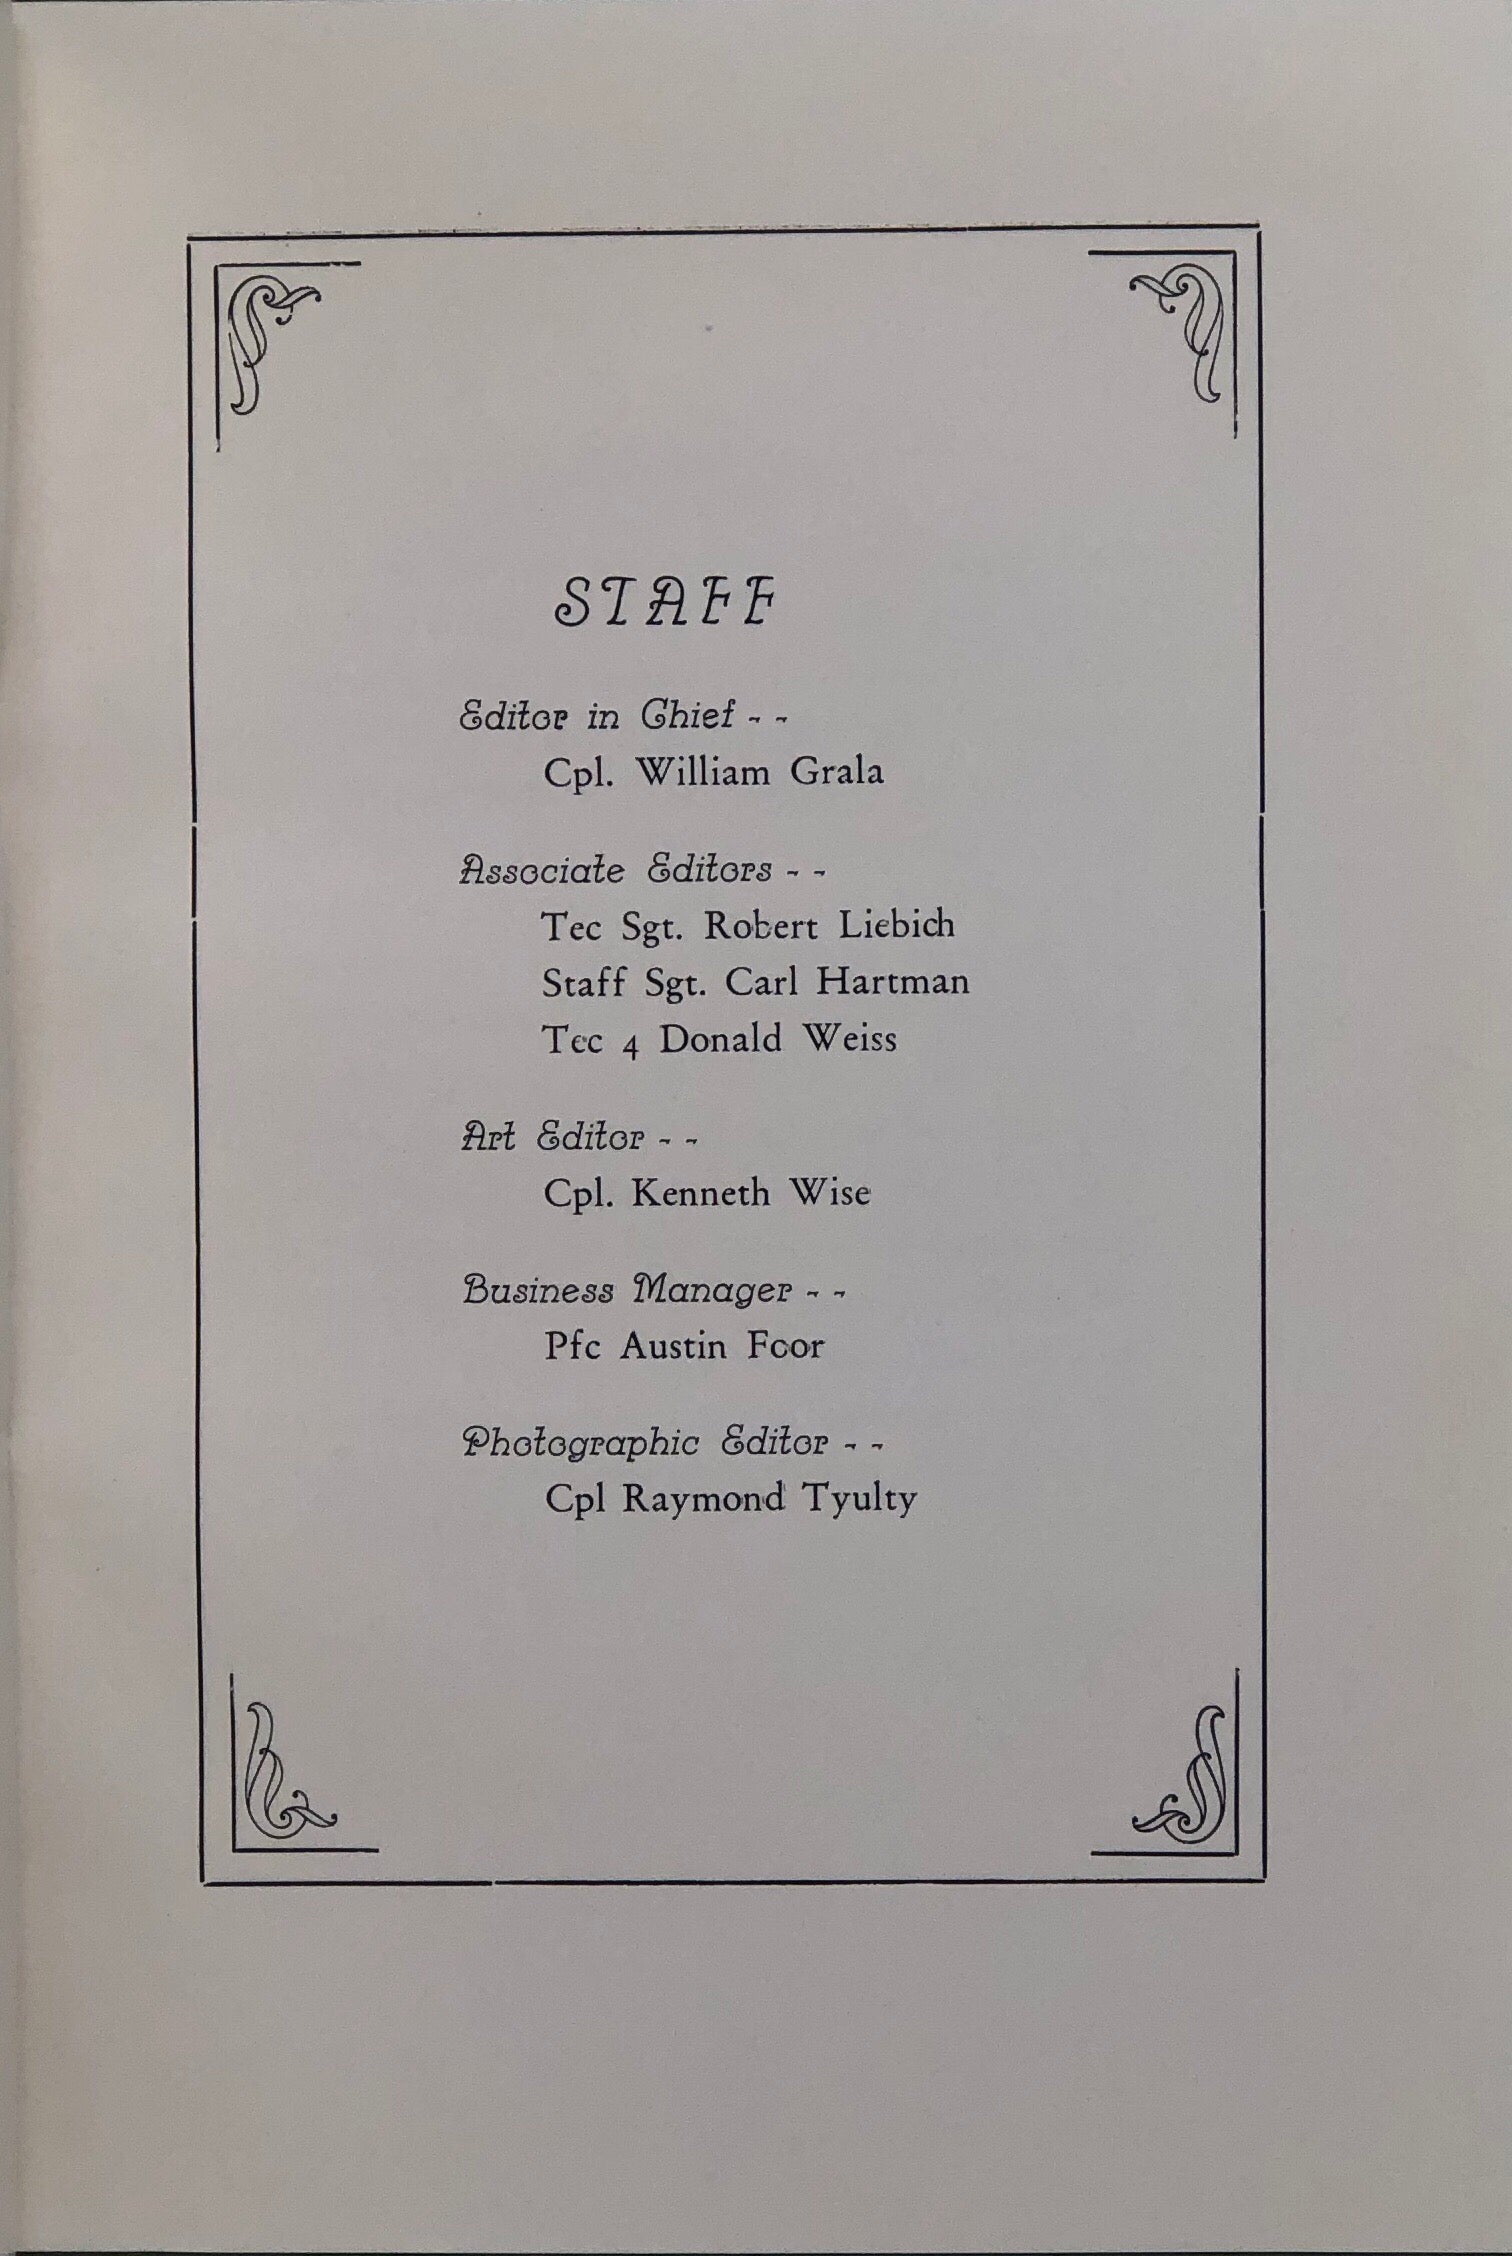 STAFF
Editor in Chief - -
Cpl. William Grala
Associate Editors - -
Tec Sgt. Robert Liebich
Staff Sgt. Carl Hartman
Tec 4 Donald Weiss
Art Editor - -
Cpl. Kenneth Wise
Business Manager - -
Pfc Austin Foor
Photographic Editor - -
Cpl Raymond Tyulty